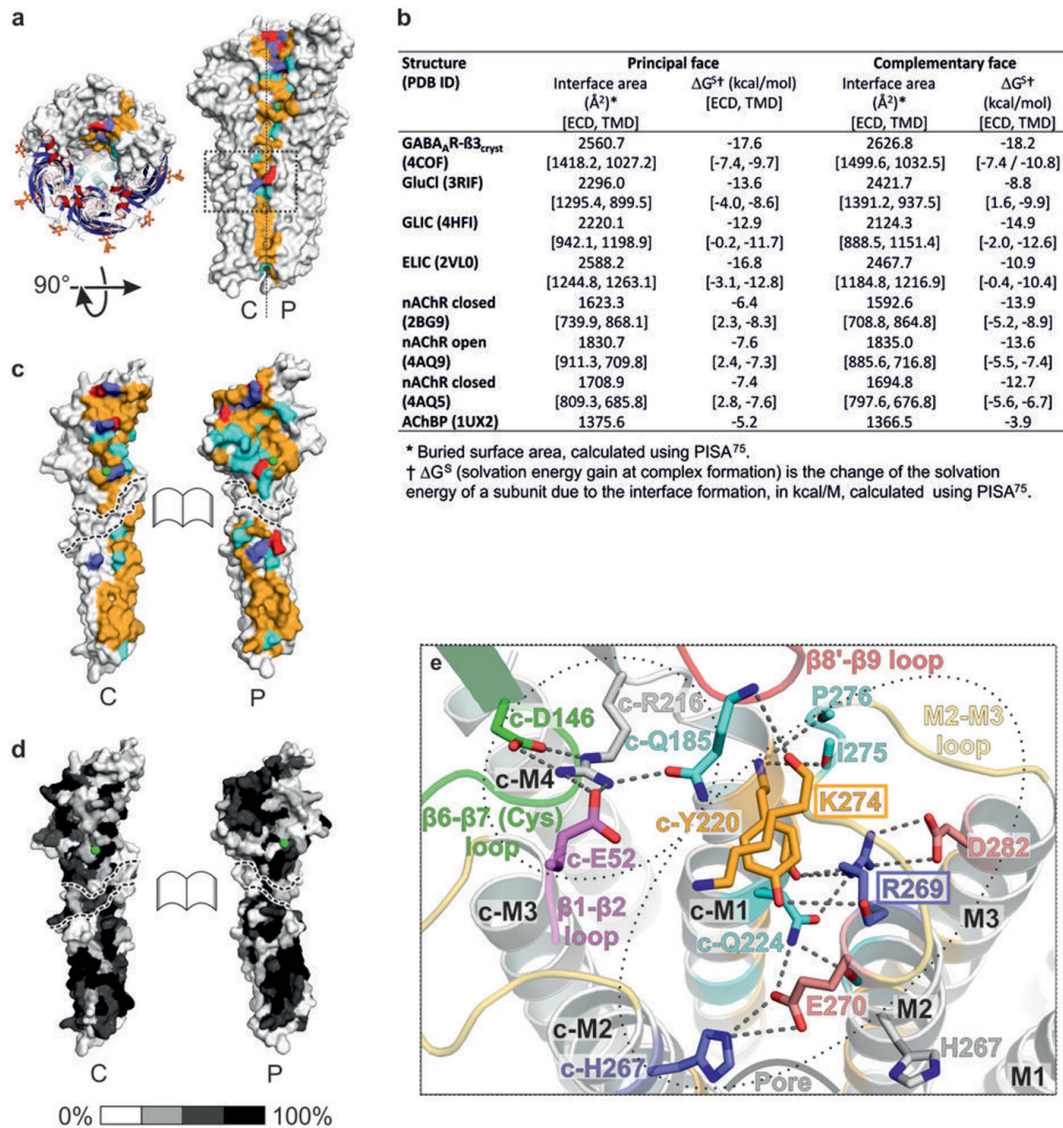 a
90°
C P
b
Structure (PDB ID) Principal face Complementary face
Interface area (Å²)* [ECD, TMD] ΔGˢ† (kcal/mol) [ECD, TMD] Interface area (Å²)* [ECD, TMD] ΔGˢ† (kcal/mol) [ECD, TMD]
GABA_AR-ß3cryst 2560.7 -17.6 2626.8 -18.2
(4COF) [1418.2, 1027.2] [-7.4, -9.7] [1499.6, 1032.5] [-7.4 / -10.8]
GluCl (3RIF) 2296.0 -13.6 2421.7 -8.8
[1295.4, 899.5] [-4.0, -8.6] [1391.2, 937.5] [1.6, -9.9]
GLIC (4HFI) 2220.1 -12.9 2124.3 -14.9
[942.1, 1198.9] [-0.2, -11.7] [888.5, 1151.4] [-2.0, -12.6]
ELIC (2VL0) 2588.2 -16.8 2467.7 -10.9
[1244.8, 1263.1] [-3.1, -12.8] [1184.8, 1216.9] [-0.4, -10.4]
nAChR closed 1623.3 -6.4 1592.6 -13.9
(2BG9) [739.9, 868.1] [2.3, -8.3] [708.8, 864.8] [-5.2, -8.9]
nAChR open 1830.7 -7.6 1835.0 -13.6
(4AQ9) [911.3, 709.8] [2.4, -7.3] [885.6, 716.8] [-5.5, -7.4]
nAChR closed 1708.9 -7.4 1694.8 -12.7
(4AQ5) [809.3, 685.8] [2.8, -7.6] [797.6, 676.8] [-5.6, -6.7]
AChBP (1UX2) 1375.6 -5.2 1366.5 -3.9
* Buried surface area, calculated using PISA⁷⁵.
† ΔGˢ (solvation energy gain at complex formation) is the change of the solvation
energy of a subunit due to the interface formation, in kcal/M, calculated using PISA⁷⁵.
c
C P
d
C P
0% 100%
e
β8'-β9 loop
c-R216
P276
c-D146
c-Q185
M2-M3
loop
I275
c-M4
K274
β6-β7 (Cys)
loop
c-Y220
D282
c-E52
R269
c-M3
β1-β2
loop
c-M1
M3
c-Q224
E270
M2
c-M2
H267
c-H267
Pore
M1